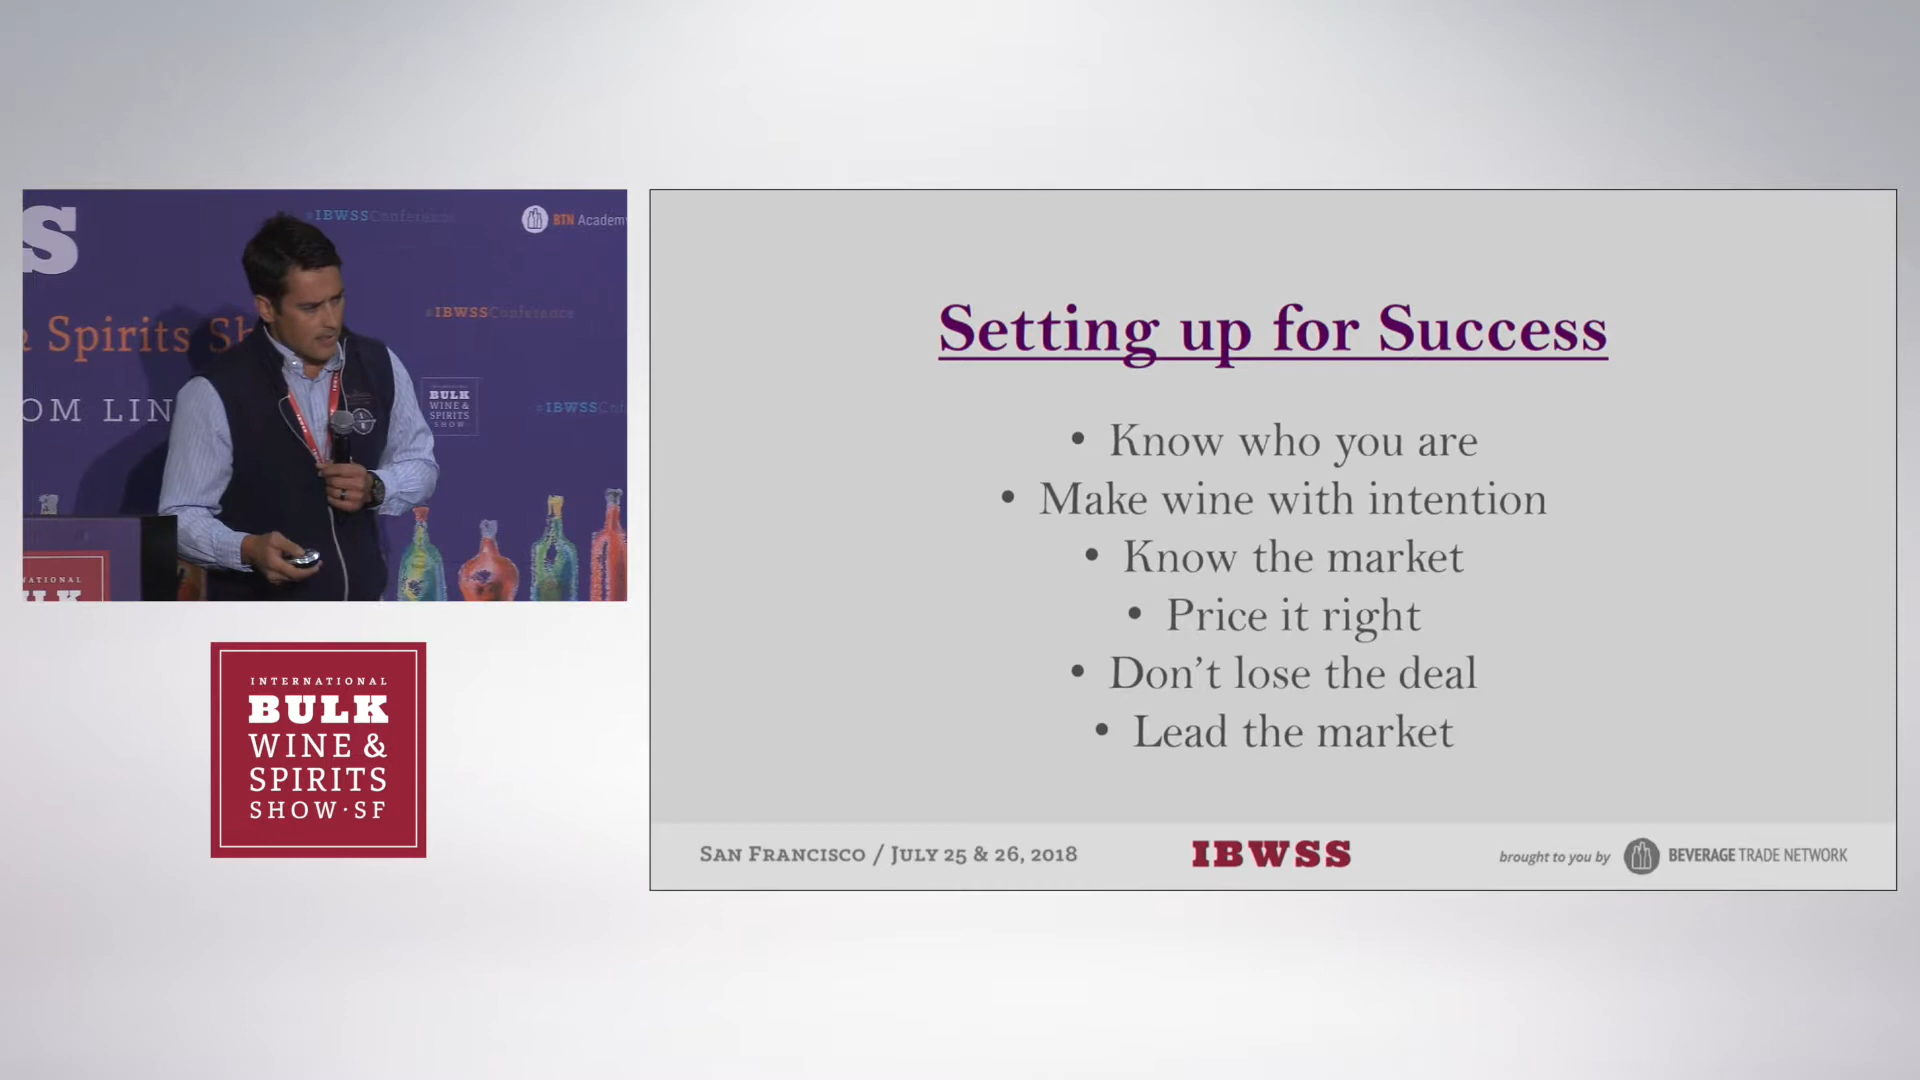 S
#IBWSSConference
BTN Academy
& Spirits Sh
#IBWSSConference
OM LIN
BULK
WINE &
SPIRITS
SHOW
#IBWSSConf
NATIONAL
INTERNATIONAL
BULK
WINE &
SPIRITS
SHOW·SF
Setting up for Success
• Know who you are
• Make wine with intention
• Know the market
• Price it right
• Don’t lose the deal
• Lead the market
San Francisco / July 25 & 26, 2018
IBWSS
brought to you by
BEVERAGE TRADE NETWORK